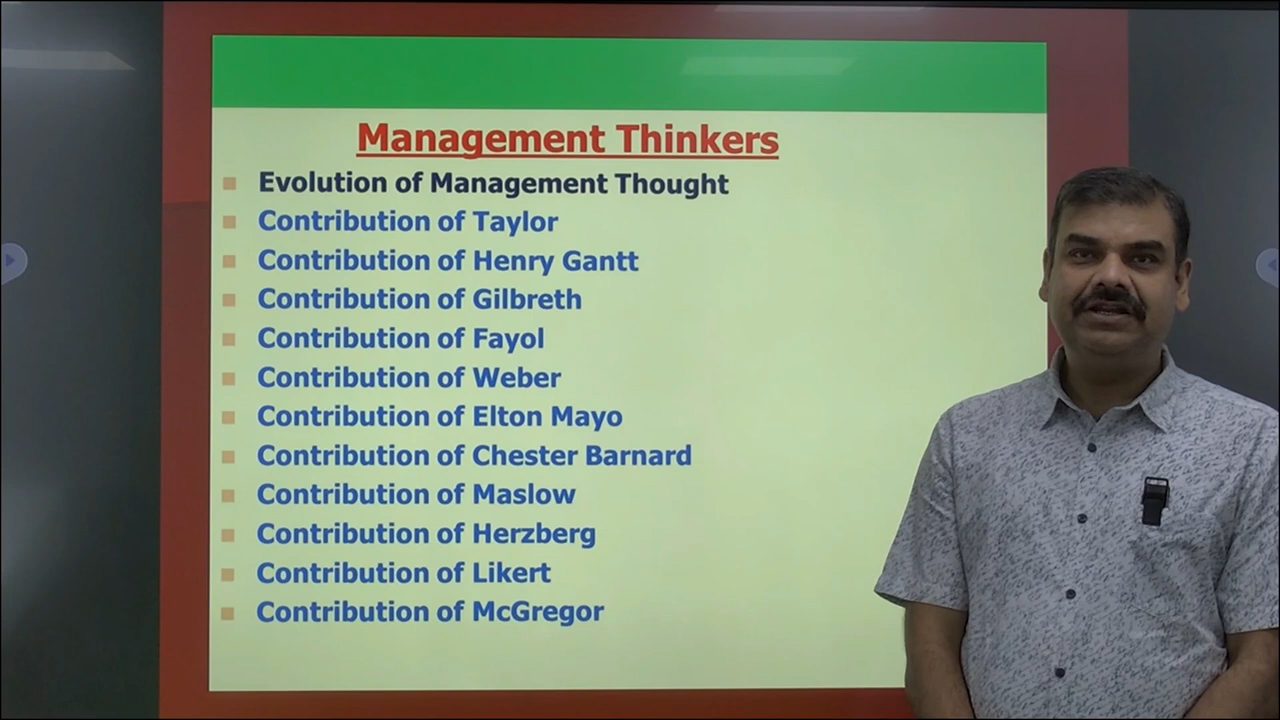 Management Thinkers
Evolution of Management Thought
Contribution of Taylor
Contribution of Henry Gantt
Contribution of Gilbreth
Contribution of Fayol
Contribution of Weber
Contribution of Elton Mayo
Contribution of Chester Barnard
Contribution of Maslow
Contribution of Herzberg
Contribution of Likert
Contribution of McGregor